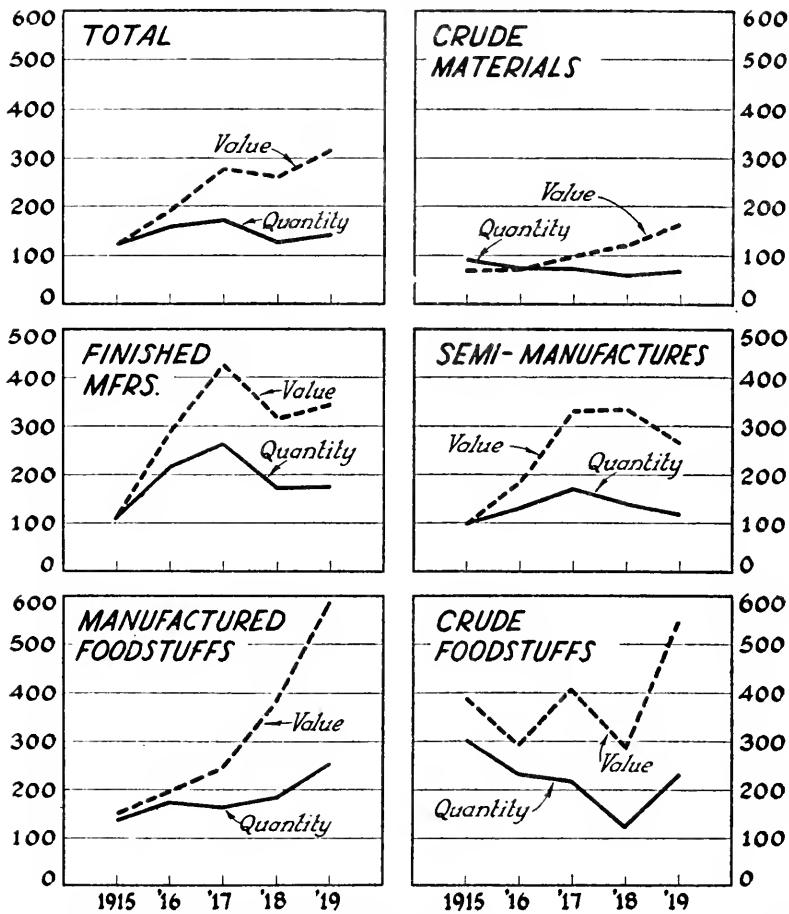 600
500
400
300
200
100
0
TOTAL
Value
Quantity
CRUDE
MATERIALS
Value
Quantity
600
500
400
300
200
100
0
500
400
300
200
100
0
FINISHED
MFRS.
Value
Quantity
SEMI-MANUFACTURES
Value
Quantity
500
400
300
200
100
0
600
500
400
300
200
100
0
MANUFACTURED
FOODSTUFFS
Value
Quantity
1915 '16 '17 '18 '19
CRUDE
FOODSTUFFS
Value
Quantity
600
500
400
300
200
100
0
1915 '16 '17 '18 '19